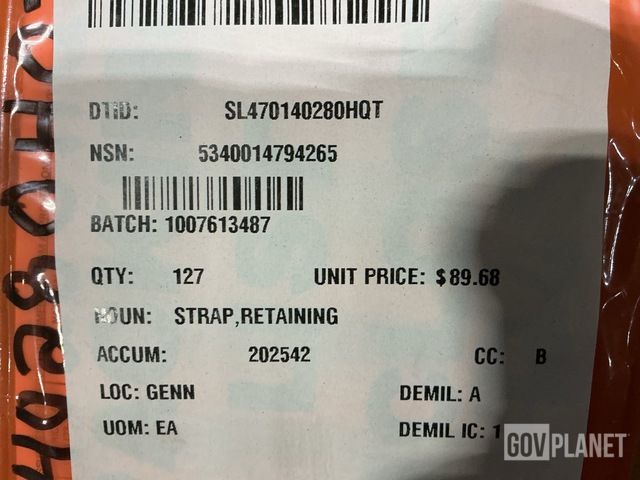 DTID: SL470140280HQT
NSN: 5340014794265
BATCH: 1007613487
QTY: 127 UNIT PRICE: $89.68
NOUN: STRAP,RETAINING
ACCUM: 202542 CC: B
LOC: GENN DEMIL: A
UOM: EA DEMIL IC: 1
GOVPLANET